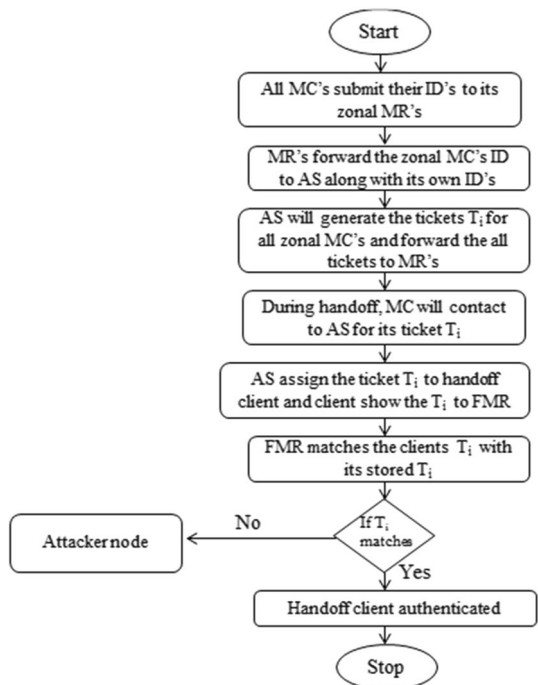 Start
All MC's submit their ID's to its
zonal MR's
MR's forward the zonal MC's ID
to AS along with its own ID's
AS will generate the tickets Tᵢ for
all zonal MC's and forward the all
tickets to MR's
During handoff, MC will contact
to AS for its ticket Tᵢ
AS assign the ticket Tᵢ to handoff
client and client show the Tᵢ to FMR
FMR matches the clients Tᵢ with
its stored Tᵢ
If Tᵢ
matches
No
Attacker node
Yes
Handoff client authenticated
Stop